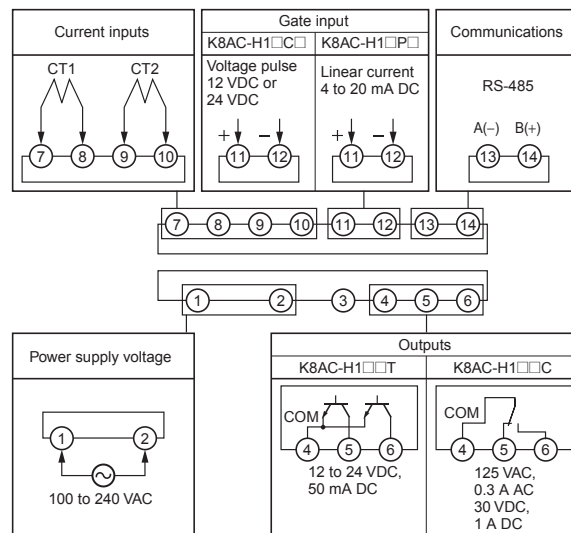 Current inputs
CT1 CT2
7 8 9 10
Gate input
K8AC-H1□C□
Voltage pulse
12 VDC or
24 VDC
+ −
11 12
K8AC-H1□P□
Linear current
4 to 20 mA DC
+ −
11 12
Communications
RS-485
A(−) B(+)
13 14
7 8 9 10 11 12 13 14
1 2 3 4 5 6
Power supply voltage
1 2
100 to 240 VAC
Outputs
K8AC-H1□□T
COM
4 5 6
12 to 24 VDC,
50 mA DC
K8AC-H1□□C
COM
4 5 6
125 VAC,
0.3 A AC
30 VDC,
1 A DC